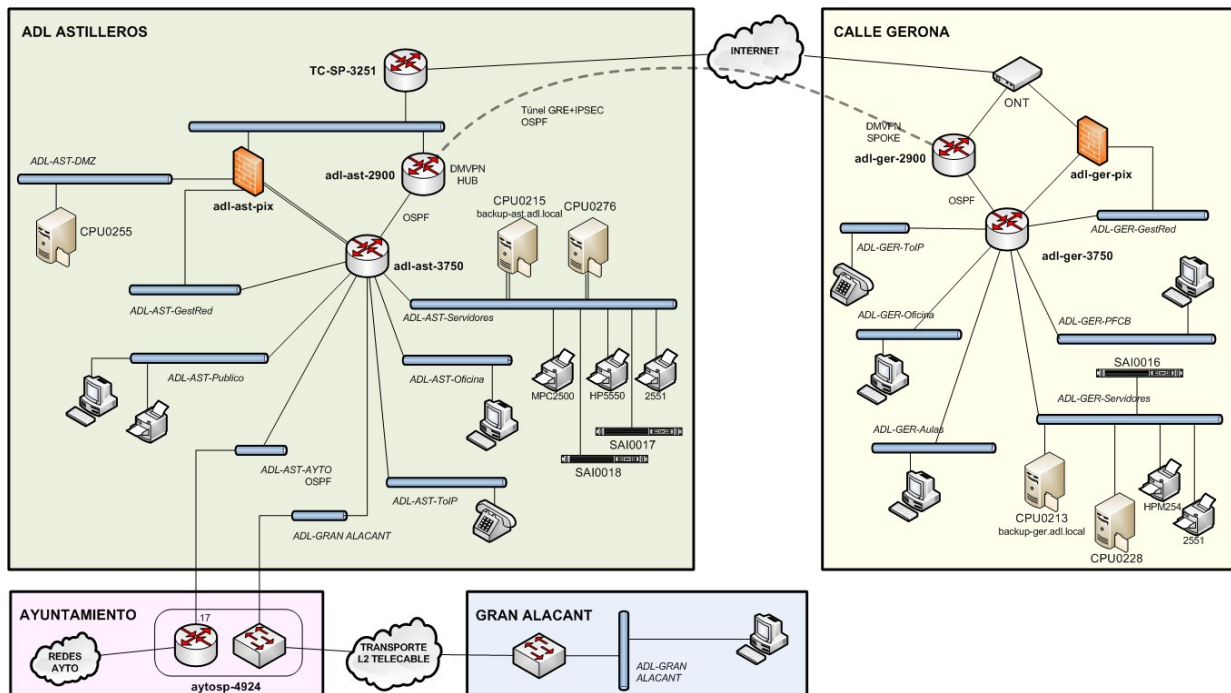 ADL ASTILLEROS
TC-SP-3251
Túnel GRE+IPSEC
OSPF
ADL-AST-DMZ
CPU0255
adl-ast-pix
adl-ast-2900
DMVPN
HUB
OSPF
adl-ast-3750
CPU0215
backup-ast.adl.local
CPU0276
ADL-AST-GestRed
ADL-AST-Servidores
ADL-AST-Publico
ADL-AST-Oficina
MPC2500
HP5550
2551
SAI0017
SAI0018
ADL-AST-AYTO
OSPF
ADL-AST-ToIP
ADL-GRAN ALACANT
INTERNET
CALLE GERONA
ONT
DMVPN
SPOKE
adl-ger-2900
adl-ger-pix
OSPF
ADL-GER-GestRed
ADL-GER-ToIP
adl-ger-3750
ADL-GER-Oficina
ADL-GER-PFCB
SAI0016
ADL-GER-Servidores
ADL-GER-Aulas
CPU0213
backup-ger.adl.local
CPU0228
HPM254
2551
AYUNTAMIENTO
.17
REDES
AYTO
aytosp-4924
TRANSPORTE
L2 TELECABLE
GRAN ALACANT
ADL-GRAN
ALACANT